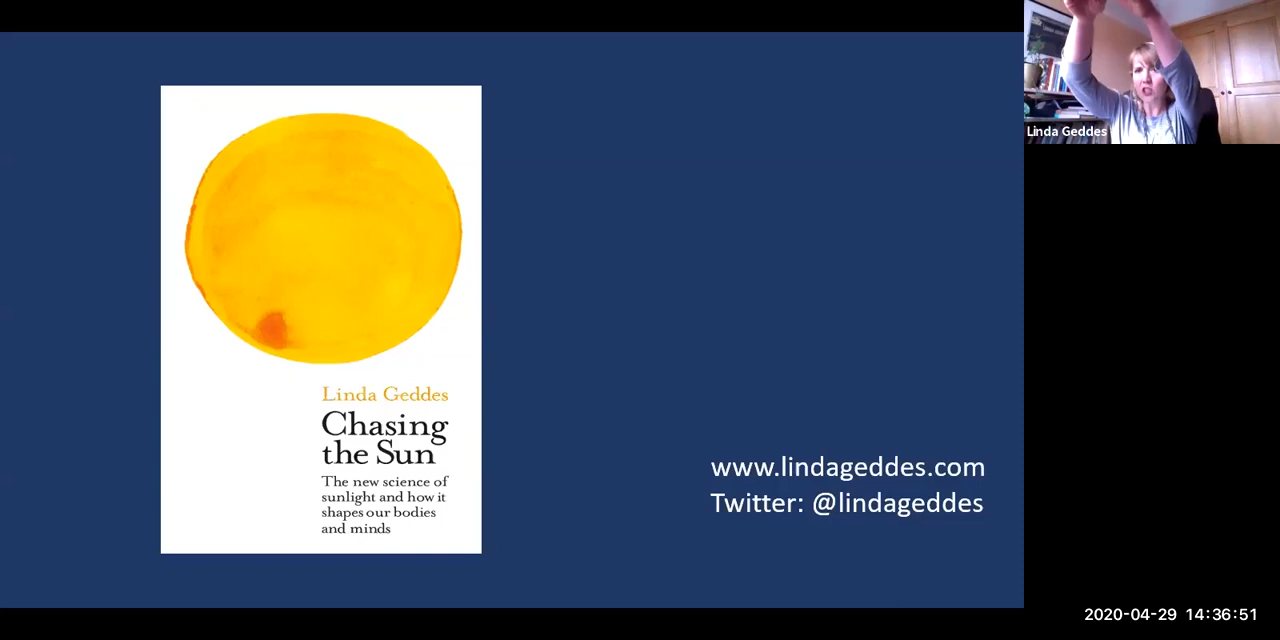 Linda Geddes
Linda Geddes
Chasing
the Sun
The new science of
sunlight and how it
shapes our bodies
and minds
www.lindageddes.com
Twitter: @lindageddes
2020-04-29 14:36:51